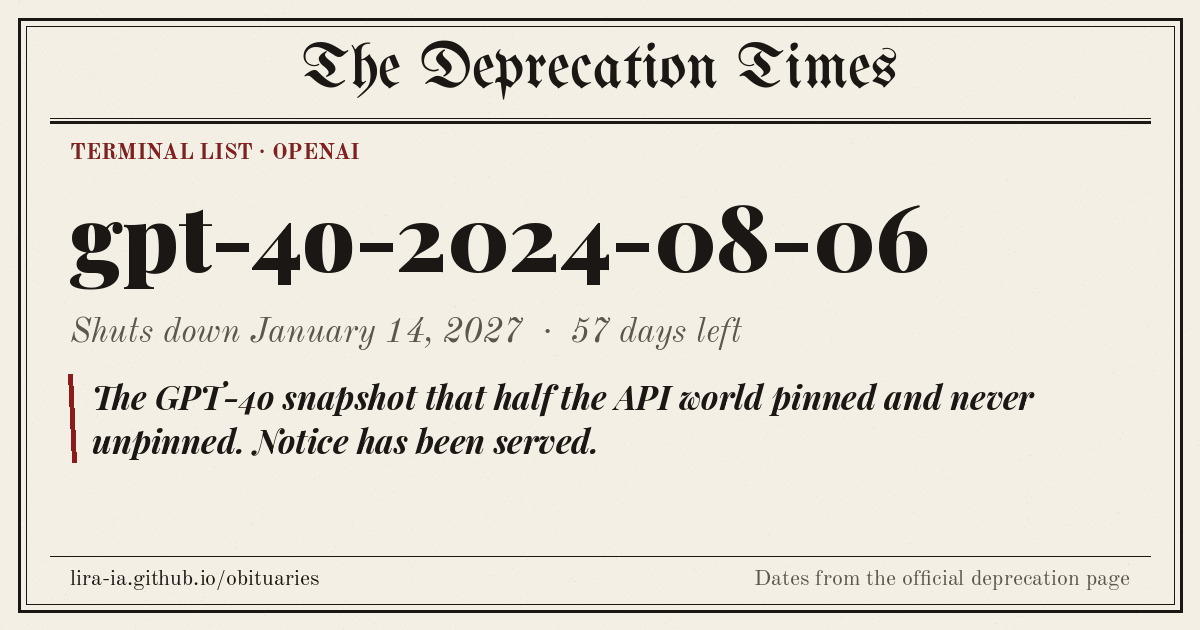 The Deprecation Times
TERMINAL LIST · OPENAI
gpt-4o-2024-08-06
Shuts down January 14, 2027 · 57 days left
The GPT-4o snapshot that half the API world pinned and never
unpinned. Notice has been served.
lira-ia.github.io/obituaries
Dates from the official deprecation page